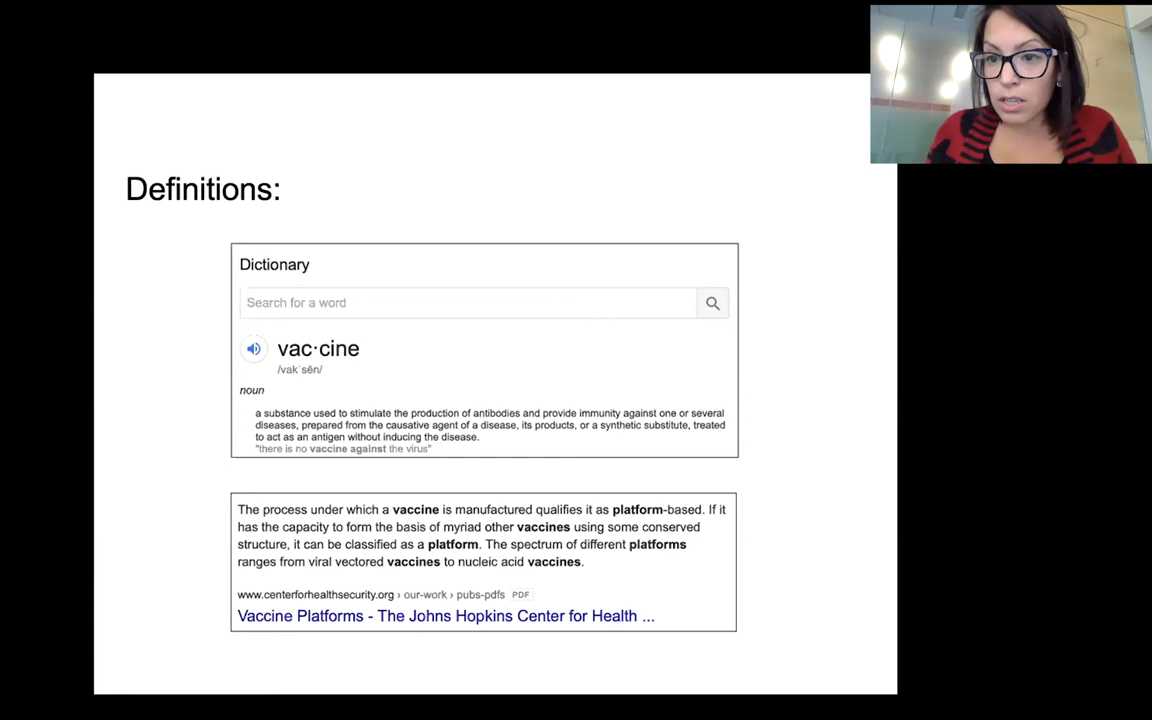 Definitions:
Dictionary
Search for a word
vac·cine
/vakˈsēn/
noun
a substance used to stimulate the production of antibodies and provide immunity against one or several
diseases, prepared from the causative agent of a disease, its products, or a synthetic substitute, treated
to act as an antigen without inducing the disease.
"there is no vaccine against the virus"
The process under which a vaccine is manufactured qualifies it as platform-based. If it
has the capacity to form the basis of myriad other vaccines using some conserved
structure, it can be classified as a platform. The spectrum of different platforms
ranges from viral vectored vaccines to nucleic acid vaccines.
www.centerforhealthsecurity.org › our-work › pubs-pdfs PDF
Vaccine Platforms - The Johns Hopkins Center for Health ...